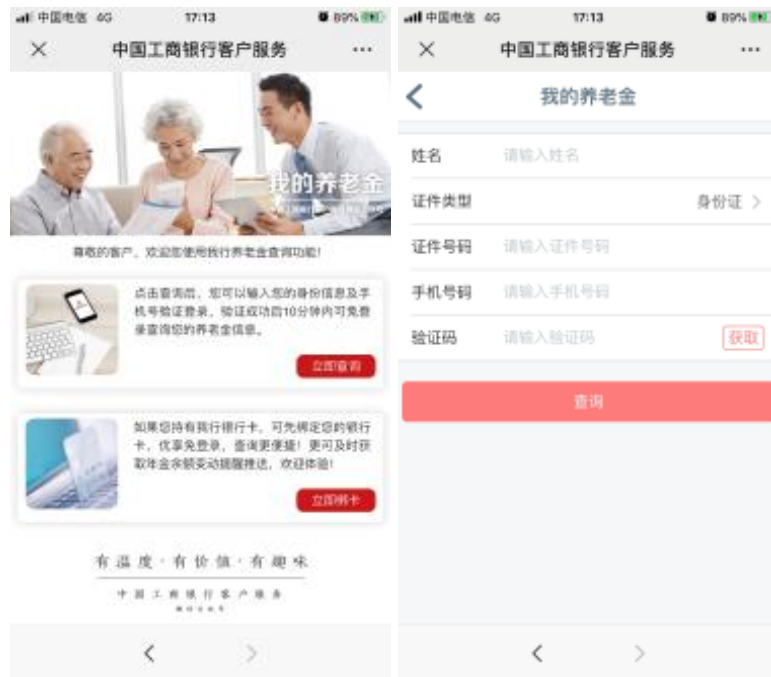 中国电信 4G 17:13 89%
中国工商银行客户服务
我的养老金
尊敬的客户，欢迎您使用我行养老金查询功能！
点击查询后，您可以输入您的身份信息及手
机号验证登录，验证成功后10分钟内可免登
录查询您的养老金信息。
立即查询
如果您持有我行银行卡，可先绑定您的银行
卡，优享免登录，查询更便捷！更可及时获
取年金余额变动提醒推送，欢迎体验！
立即绑卡
有温度·有价值·有趣味
中国工商银行客户服务
中国电信 4G 17:13 89%
中国工商银行客户服务
我的养老金
姓名 请输入姓名
证件类型 身份证
证件号码 请输入证件号码
手机号码 请输入手机号码
验证码 请输入验证码 获取
查询